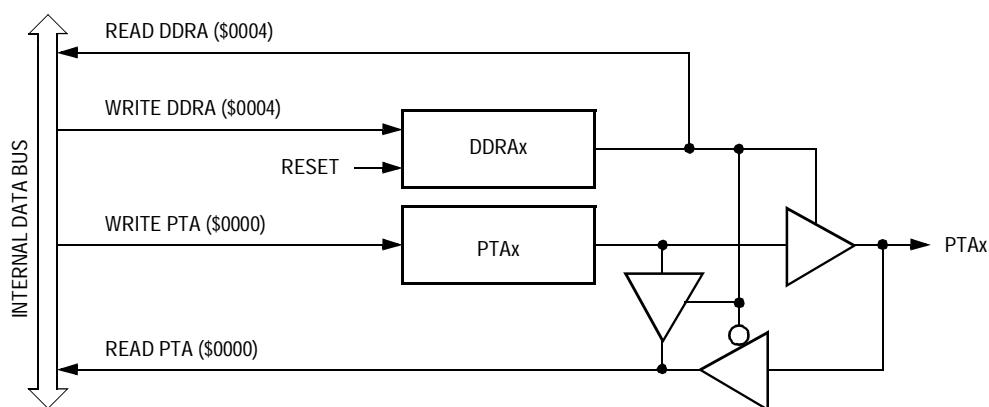 READ DDRA ($0004)
WRITE DDRA ($0004)
DDRAx
RESET
WRITE PTA ($0000)
PTAx
PTAx
READ PTA ($0000)
INTERNAL DATA BUS